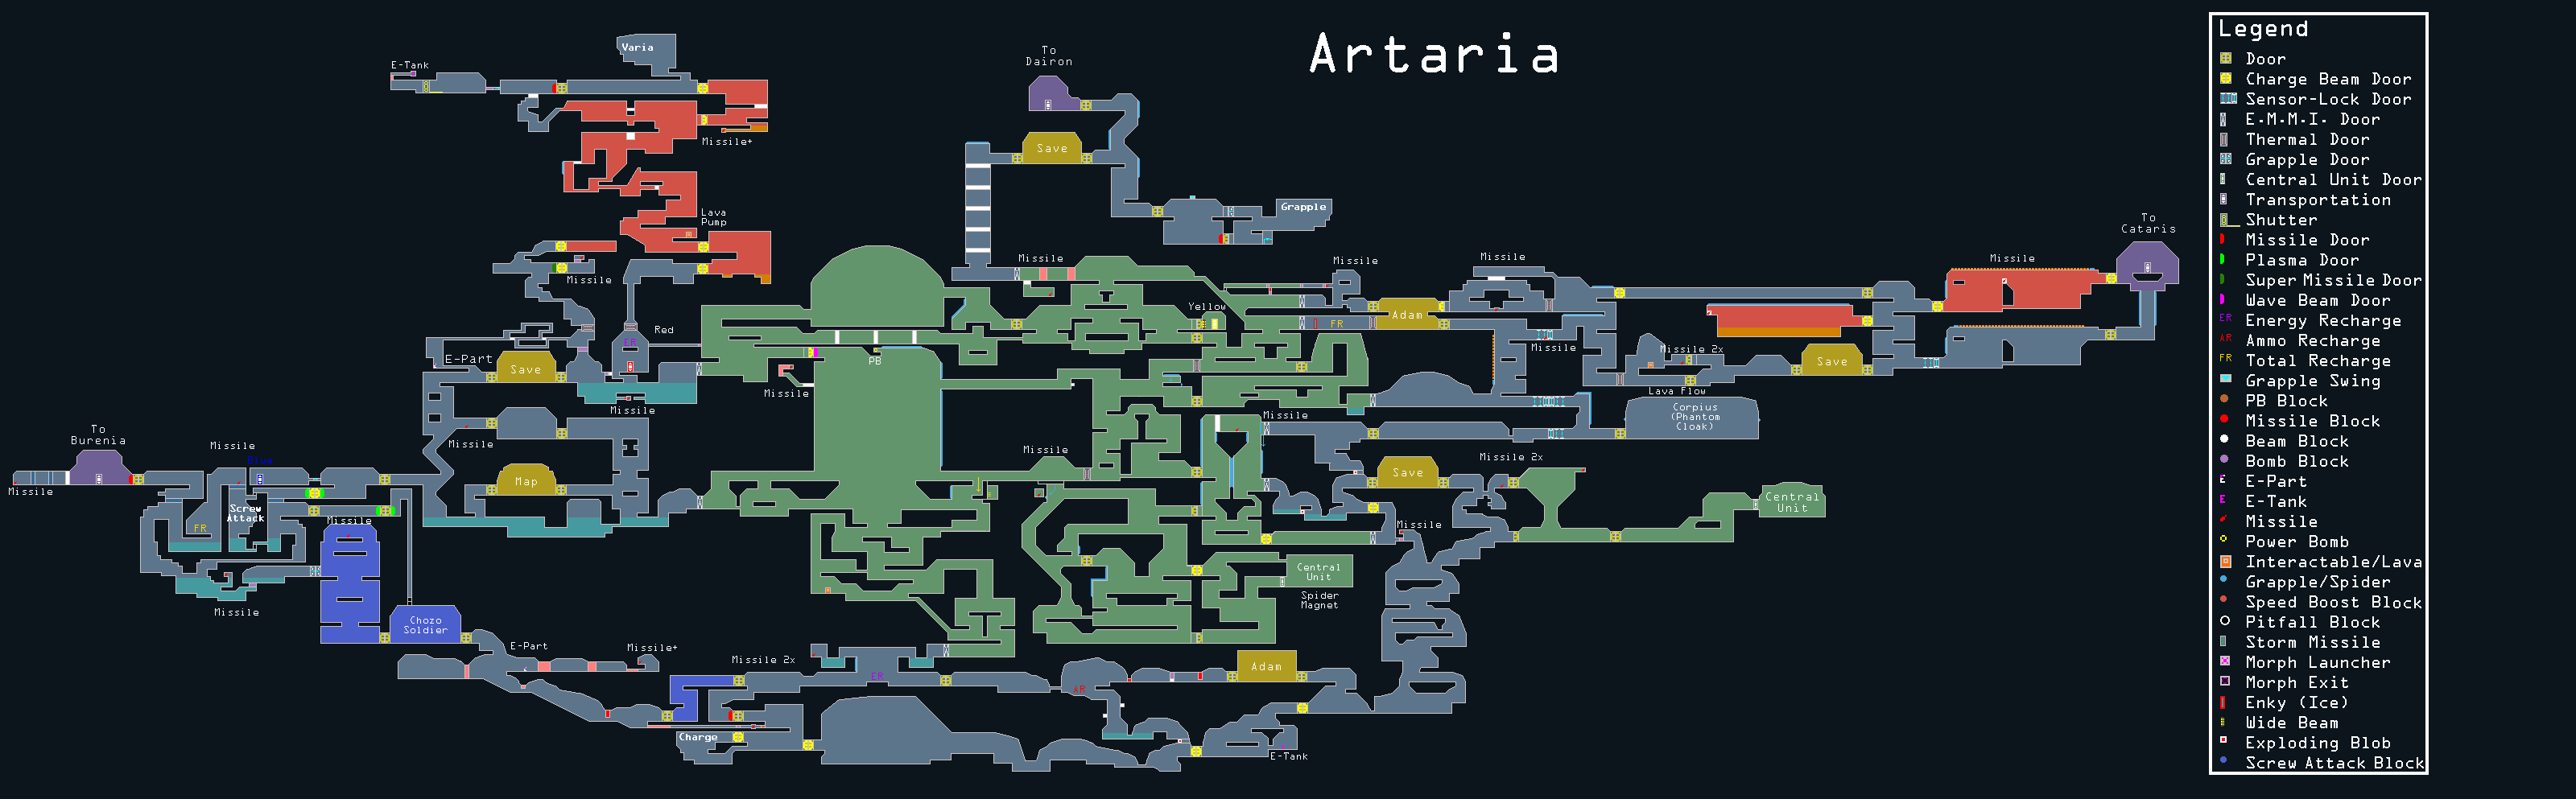 Artaria
Varia
E-Tank
Missile+
To
Dairon
Save
Grapple
Lava
Pump
Missile
Missile
Missile
Missile
Missile
To
Cataris
Yellow
Adam
FR
Red
ER
E-Part
Save
PB
Missile
Missile
Missile
Missile 2x
Save
Lava Flow
Corpius
(Phantom
Cloak)
Missile
Missile
Missile
Missile 2x
Save
To
Burenia
Missile
Blue
Missile
Map
Screw
Attack
FR
Missile
Missile
Central
Unit
Missile
Central
Unit
Spider
Magnet
Chozo
Soldier
E-Part
Missile+
Missile 2x
ER
AR
Adam
Charge
E-Tank
Legend
Door
Charge Beam Door
Sensor-Lock Door
E.M.M.I. Door
Thermal Door
Grapple Door
Central Unit Door
Transportation
Shutter
Missile Door
Plasma Door
Super Missile Door
Wave Beam Door
ER Energy Recharge
AR Ammo Recharge
FR Total Recharge
Grapple Swing
PB Block
Missile Block
Beam Block
Bomb Block
E E-Part
E E-Tank
Missile
Power Bomb
Interactable/Lava
Grapple/Spider
Speed Boost Block
Pitfall Block
Storm Missile
Morph Launcher
Morph Exit
Enky (Ice)
Wide Beam
Exploding Blob
Screw Attack Block